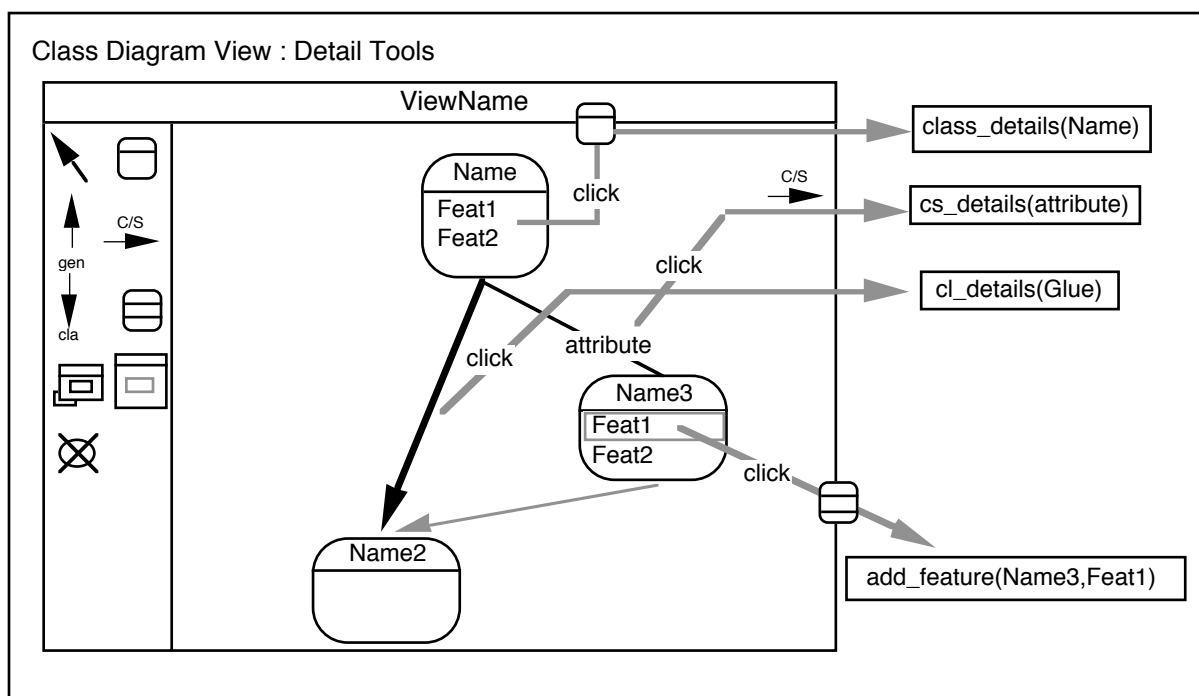 Class Diagram View : Detail Tools
ViewName
class_details(Name)
Name
click
Feat1
Feat2
C/S
cs_details(attribute)
C/S
gen
click
cl_details(Glue)
cla
click
attribute
Name3
Feat1
Feat2
click
Name2
add_feature(Name3,Feat1)